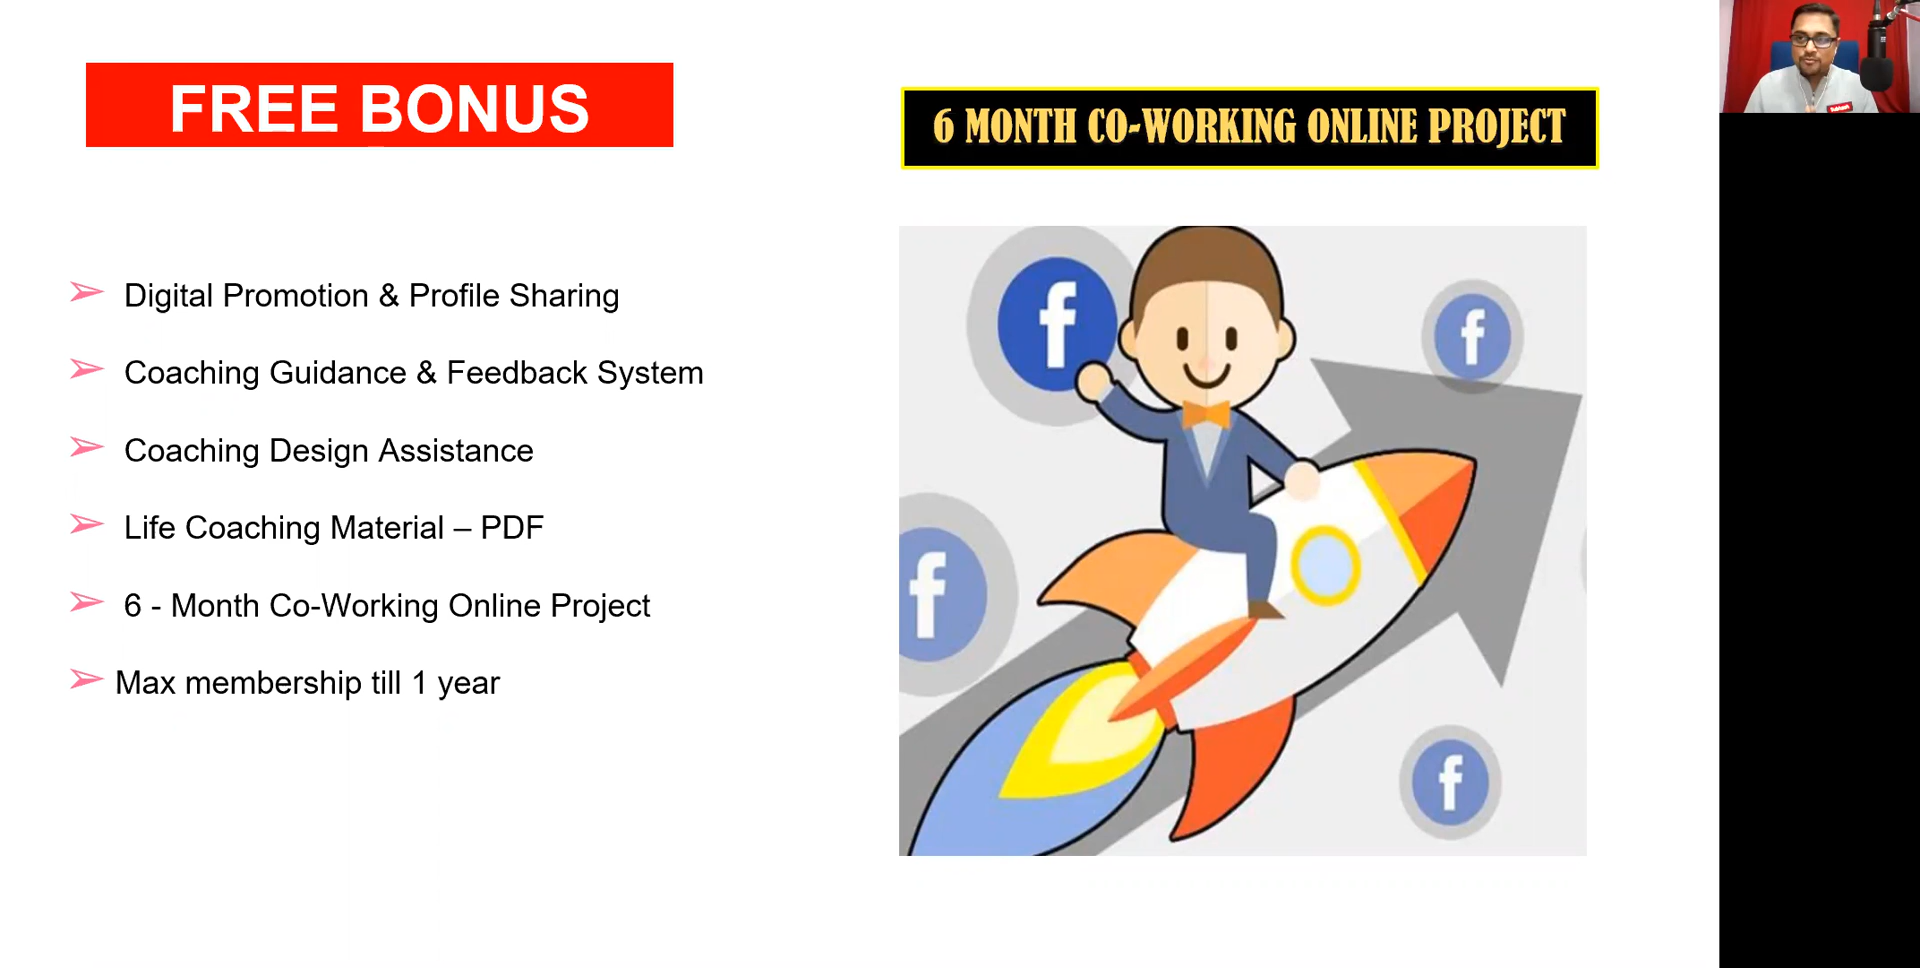 FREE BONUS
6 MONTH CO-WORKING ONLINE PROJECT
Digital Promotion & Profile Sharing
Coaching Guidance & Feedback System
Coaching Design Assistance
Life Coaching Material – PDF
6 - Month Co-Working Online Project
Max membership till 1 year
f
f
f
f